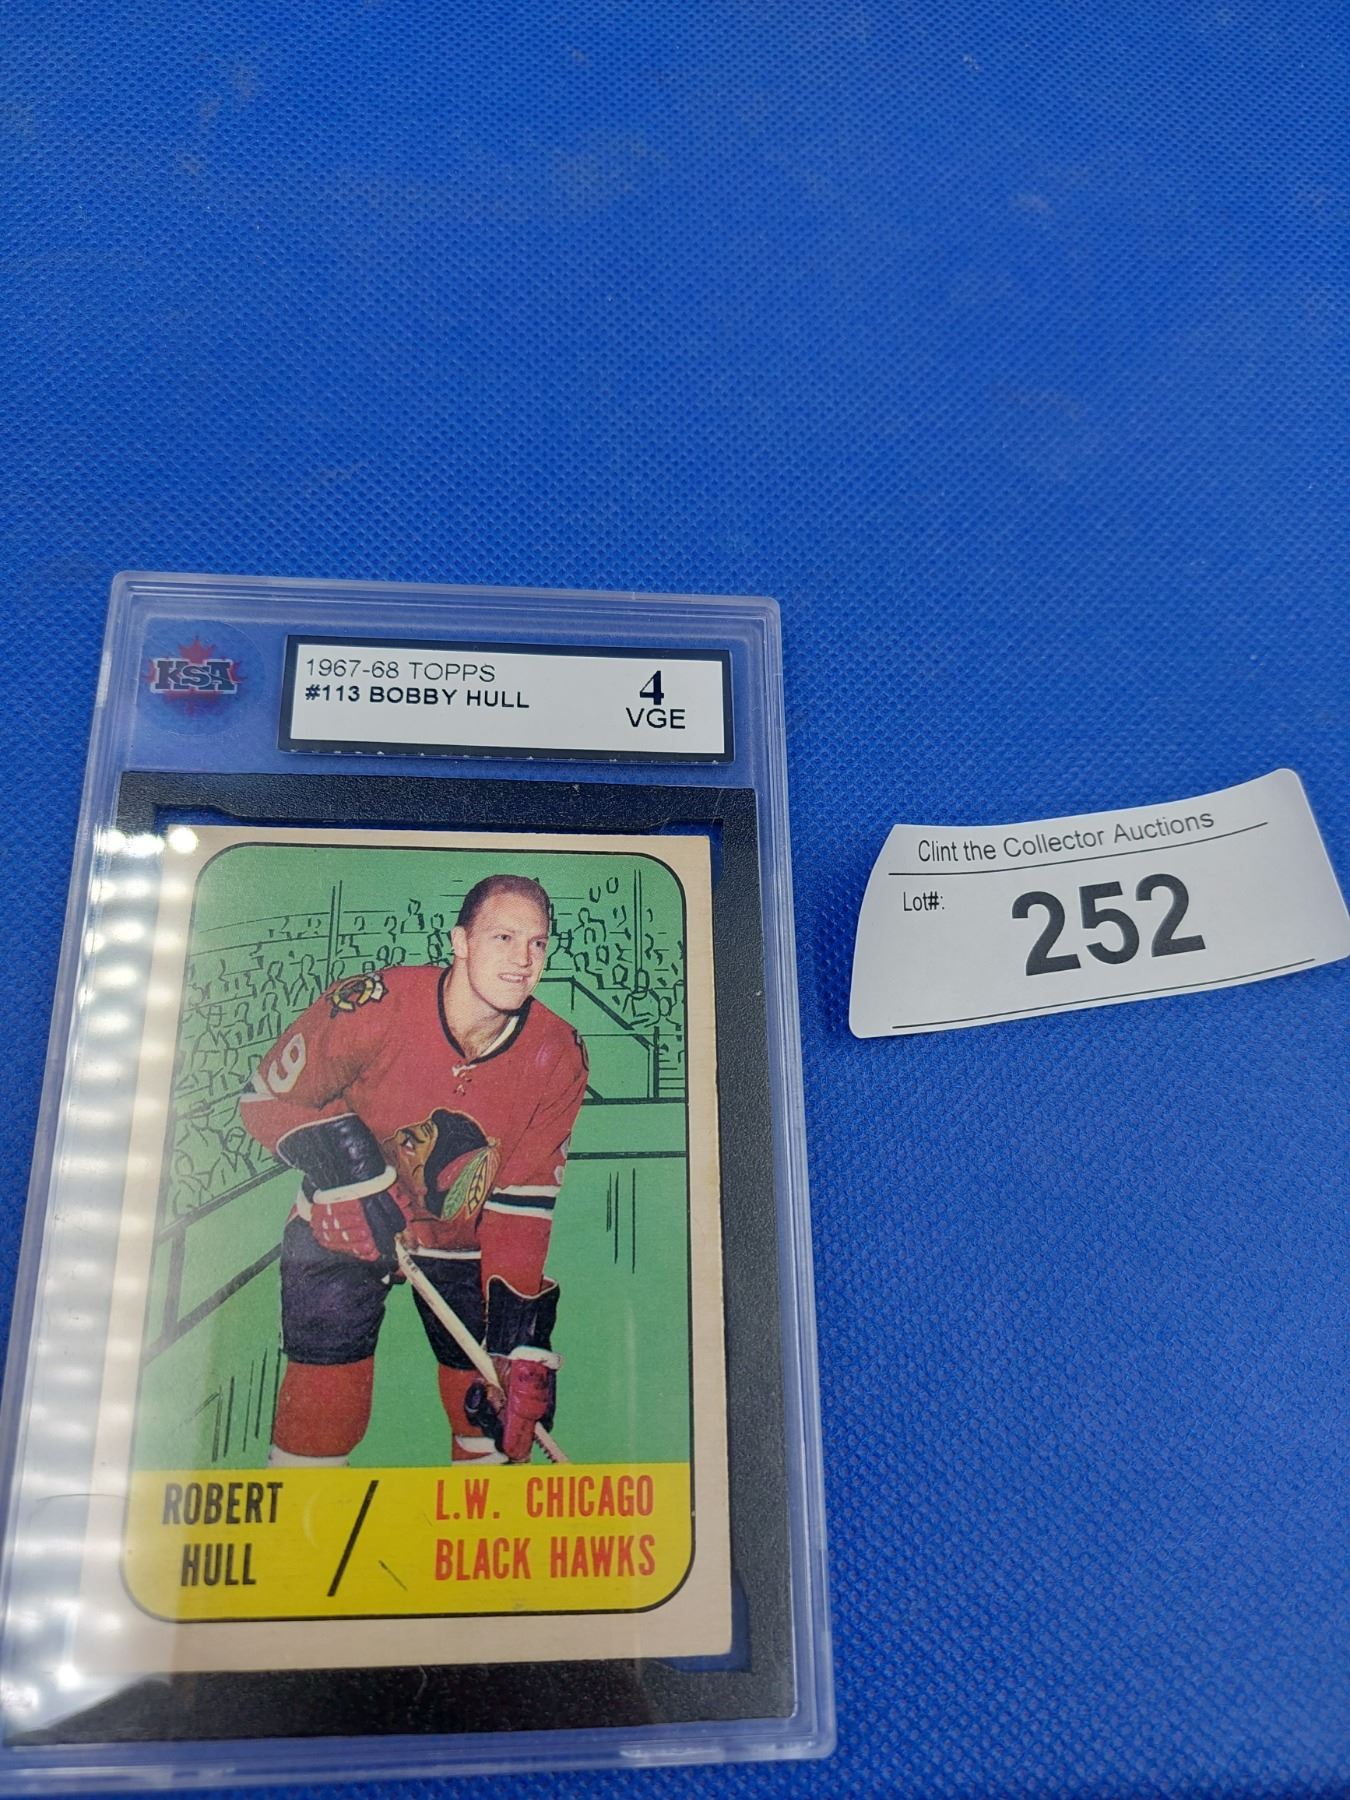 KSA
1967-68 TOPPS
#113 BOBBY HULL
4
VGE
Clint the Collector Auctions
Lot#:
252
9
ROBERT
HULL
/
L.W. CHICAGO
BLACK HAWKS